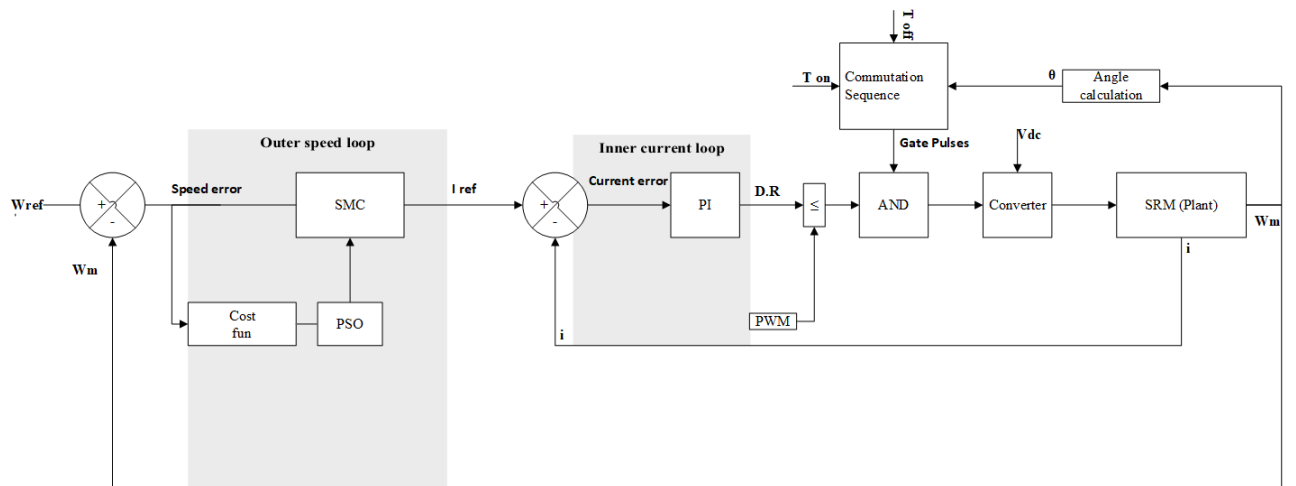 T off
T on
Commutation
Sequence
θ
Angle
calculation
Gate Pulses
Vdc
Outer speed loop
Inner current loop
Wref
+
-
Speed error
SMC
I ref
+
-
Current error
PI
D.R
≤
AND
Converter
SRM (Plant)
Wm
i
Wm
Cost
fun
PSO
PWM
i